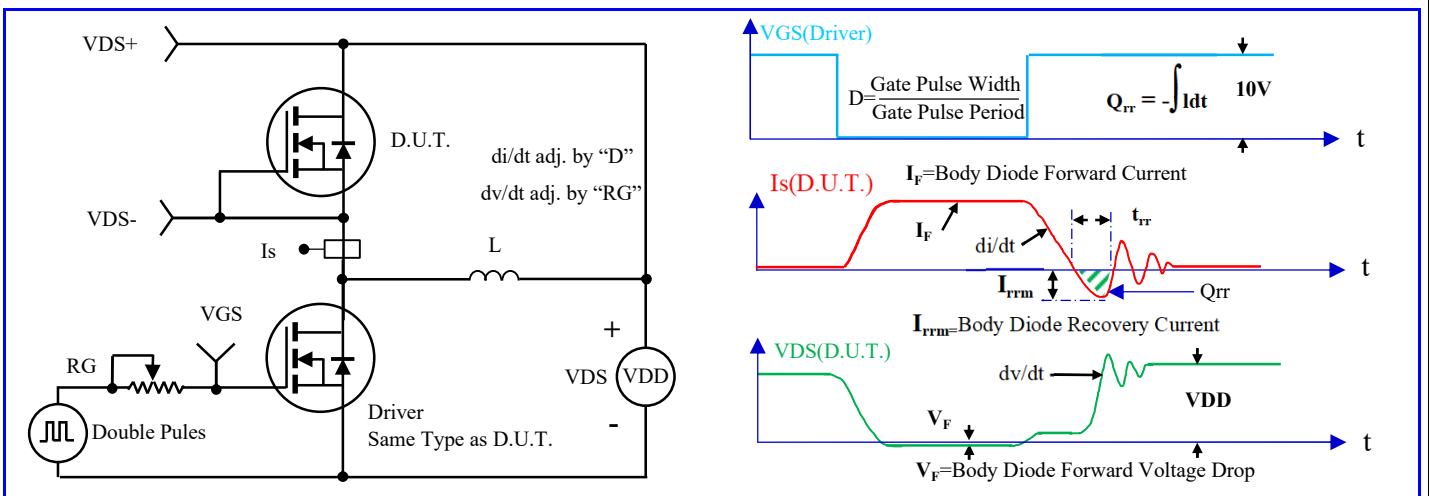 VDS+
D.U.T.
di/dt adj. by “D”
dv/dt adj. by “RG”
VDS-
Is
L
VGS
RG
+
VDS
VDD
-
Driver
Same Type as D.U.T.
Double Pules
VGS(Driver)
D=Gate Pulse Width
Gate Pulse Period
Qrr = -∫Idt
10V
t
IF=Body Diode Forward Current
Is(D.U.T.)
trr
IF
di/dt
t
Irrm
Qrr
Irrm=Body Diode Recovery Current
VDS(D.U.T.)
dv/dt
VDD
VF
t
VF=Body Diode Forward Voltage Drop